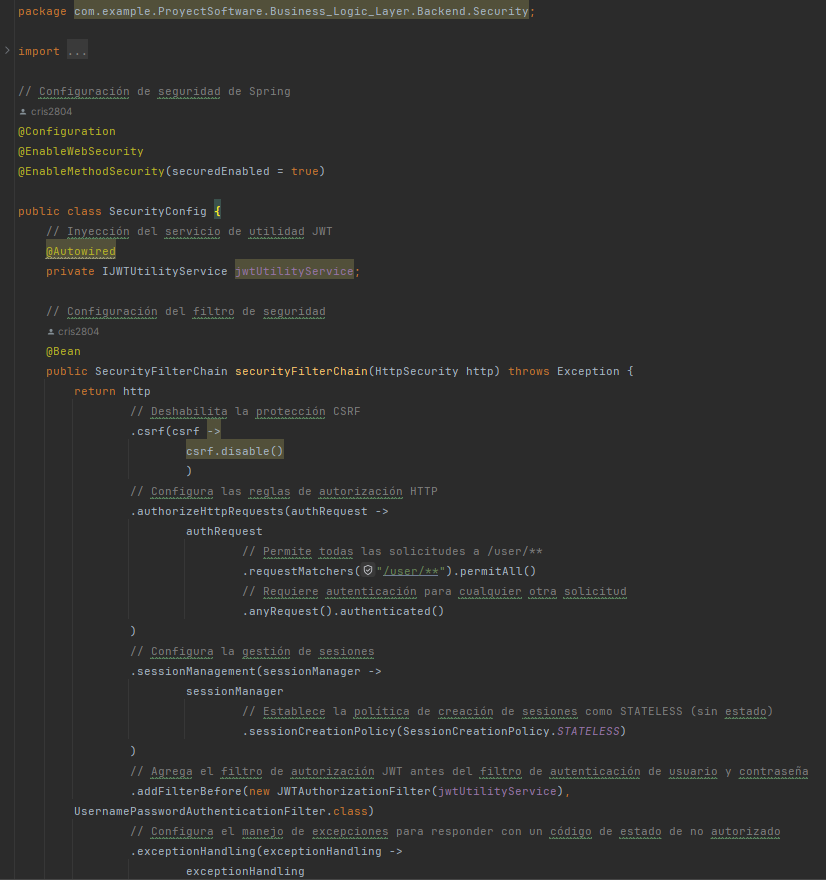 package com.example.ProyectSoftware.Business_Logic_Layer.Backend.Security;
import ...
// Configuración de seguridad de Spring
cris2804
@Configuration
@EnableWebSecurity
@EnableMethodSecurity(securedEnabled = true)
public class SecurityConfig {
// Inyección del servicio de utilidad JWT
@Autowired
private IJWTUtilityService jwtUtilityService;
// Configuración del filtro de seguridad
cris2804
@Bean
public SecurityFilterChain securityFilterChain(HttpSecurity http) throws Exception {
return http
// Deshabilita la protección CSRF
.csrf(csrf ->
csrf.disable()
)
// Configura las reglas de autorización HTTP
.authorizeHttpRequests(authRequest ->
authRequest
// Permite todas las solicitudes a /user/**
.requestMatchers("/user/**").permitAll()
// Requiere autenticación para cualquier otra solicitud
.anyRequest().authenticated()
)
// Configura la gestión de sesiones
.sessionManagement(sessionManager ->
sessionManager
// Establece la política de creación de sesiones como STATELESS (sin estado)
.sessionCreationPolicy(SessionCreationPolicy.STATELESS)
)
// Agrega el filtro de autorización JWT antes del filtro de autenticación de usuario y contraseña
.addFilterBefore(new JWTAuthorizationFilter(jwtUtilityService),
UsernamePasswordAuthenticationFilter.class)
// Configura el manejo de excepciones para responder con un código de estado de no autorizado
.exceptionHandling(exceptionHandling ->
exceptionHandling